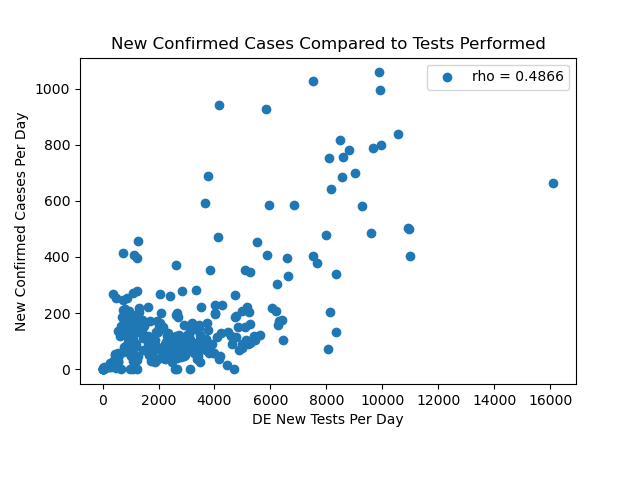 New Confirmed Cases Compared to Tests Performed
rho = 0.4866
New Confirmed Caeses Per Day
1000
800
600
400
200
0
0 2000 4000 6000 8000 10000 12000 14000 16000
DE New Tests Per Day